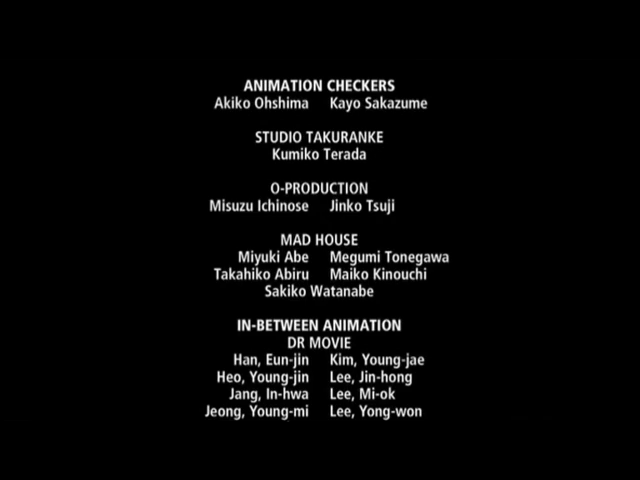 ANIMATION CHECKERS
Akiko Ohshima Kayo Sakazume
STUDIO TAKURANKE
Kumiko Terada
O-PRODUCTION
Misuzu Ichinose Jinko Tsuji
MAD HOUSE
Miyuki Abe Megumi Tonegawa
Takahiko Abiru Maiko Kinouchi
Sakiko Watanabe
IN-BETWEEN ANIMATION
DR MOVIE
Han, Eun-jin Kim, Young-jae
Heo, Young-jin Lee, Jin-hong
Jang, In-hwa Lee, Mi-ok
Jeong, Young-mi Lee, Yong-won